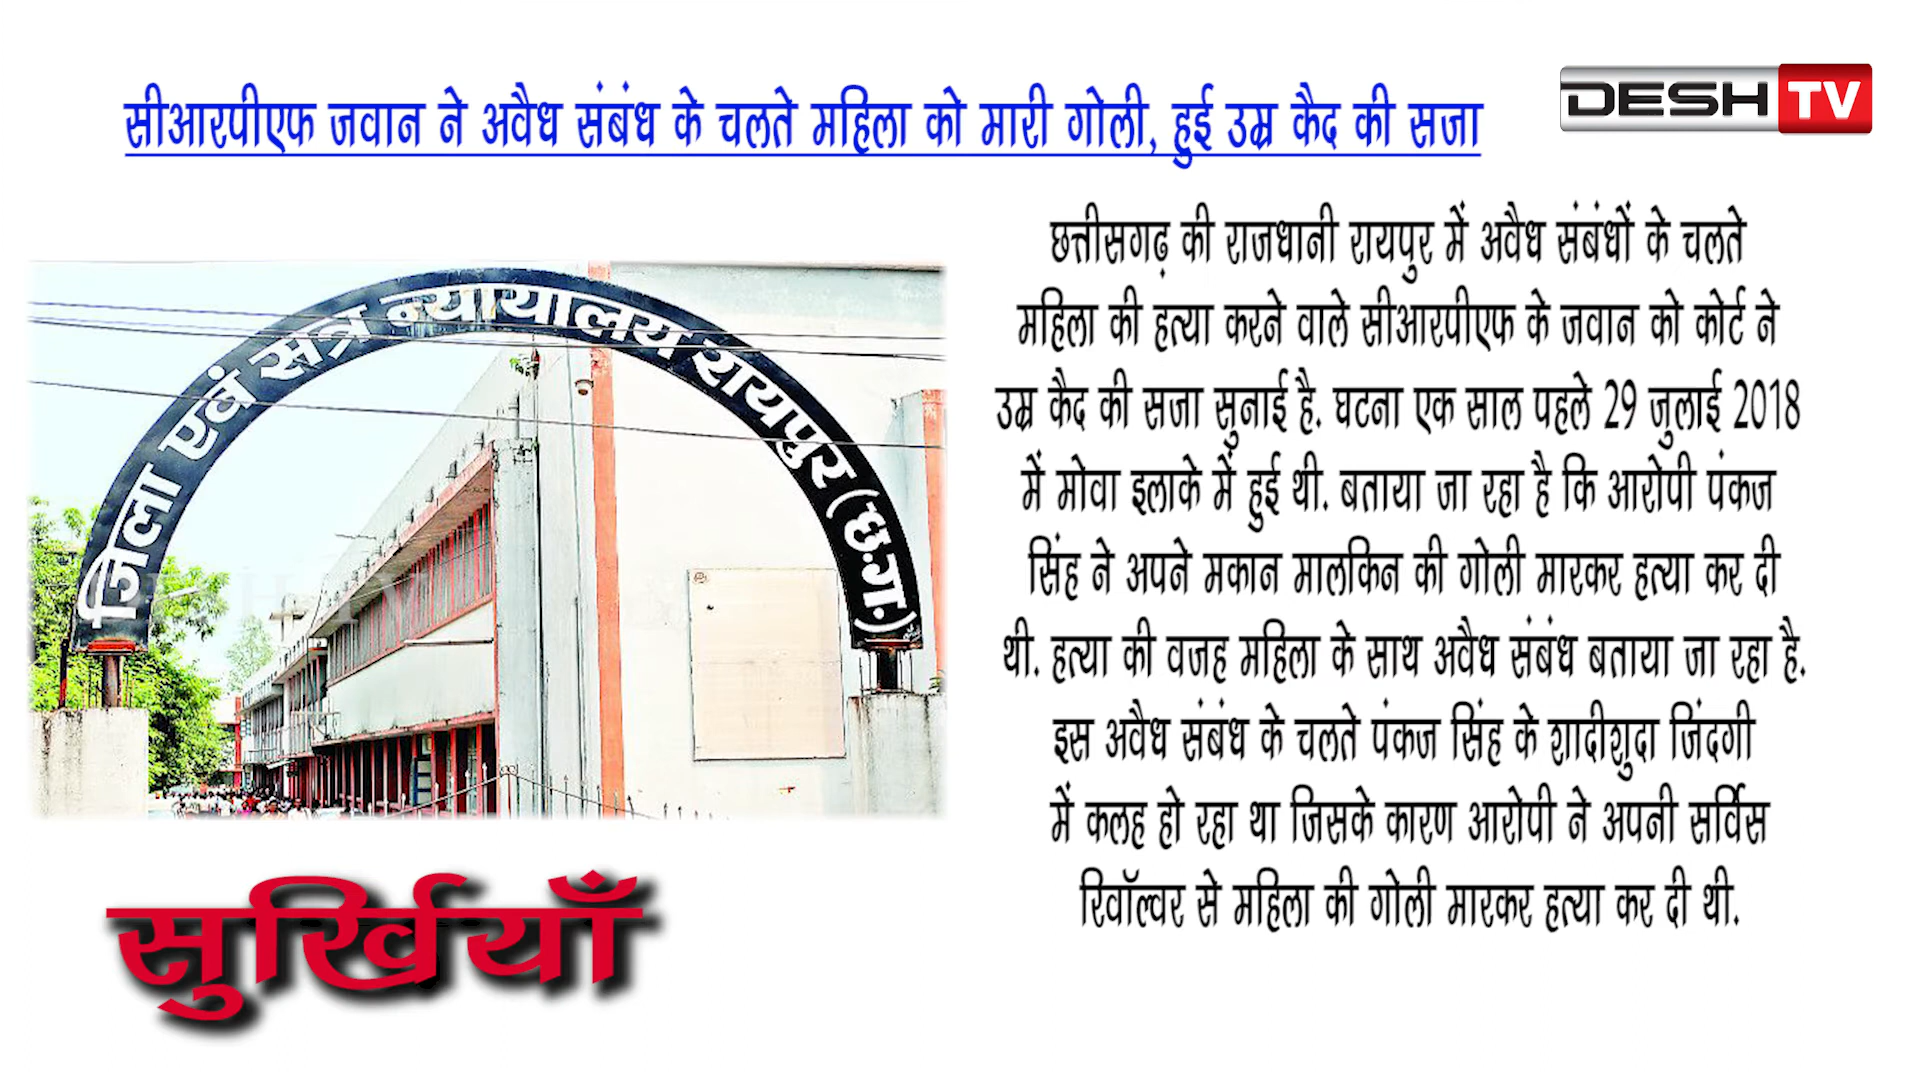 सीआरपीएफ जवान ने अवैध संबंध के चलते महिला को मारी गोली, हुई उम्र कैद की सजा
DESH TV
छत्तीसगढ़ की राजधानी रायपुर में अवैध संबंधों के चलते
महिला की हत्या करने वाले सीआरपीएफ के जवान को कोर्ट ने
उम्र कैद की सजा सुनाई है. घटना एक साल पहले 29 जुलाई 2018
में मोवा इलाके में हुई थी. बताया जा रहा है कि आरोपी पंकज
सिंह ने अपने मकान मालकिन की गोली मारकर हत्या कर दी
थी. हत्या की वजह महिला के साथ अवैध संबंध बताया जा रहा है.
इस अवैध संबंध के चलते पंकज सिंह के शादीशुदा जिंदगी
में कलह हो रहा था जिसके कारण आरोपी ने अपनी सर्विस
रिवॉल्वर से महिला की गोली मारकर हत्या कर दी थी.
जिला एवं सत्र न्यायालय रायपुर (छ.ग.)
सुर्खियाँ